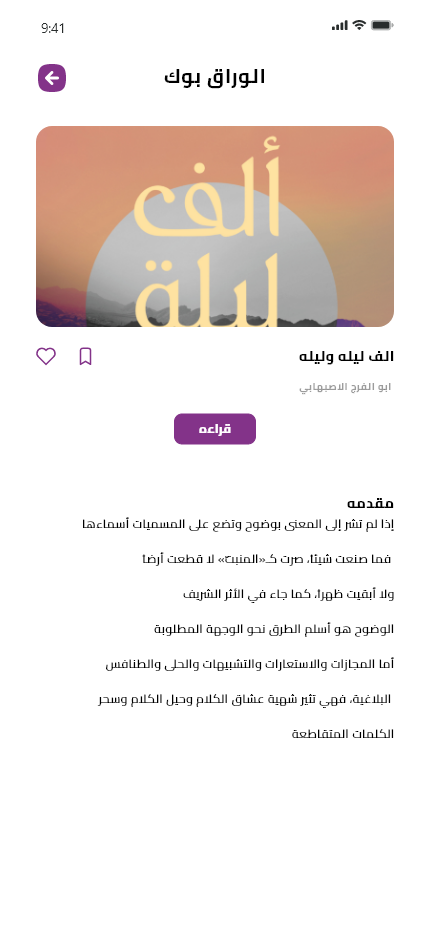 9:41
الوراق بوك
ألف
ليلة
الف ليله وليله
ابو الفرج الاصبهاني
قراءه
مقدمه
إذا لم تشر إلى المعنى بوضوح وتضع على المسميات أسماءها
فما صنعت شيئا، صرت كـ«المنبتّ» لا قطعت أرضا
ولا أبقيت ظهرا، كما جاء في الأثر الشريف
الوضوح هو أسلم الطرق نحو الوجهة المطلوبة
أما المجازات والاستعارات والتشبيهات والحلى والطنافس
البلاغية، فهي تثير شهية عشاق الكلام وحيل الكلام وسحر
الكلمات المتقاطعة